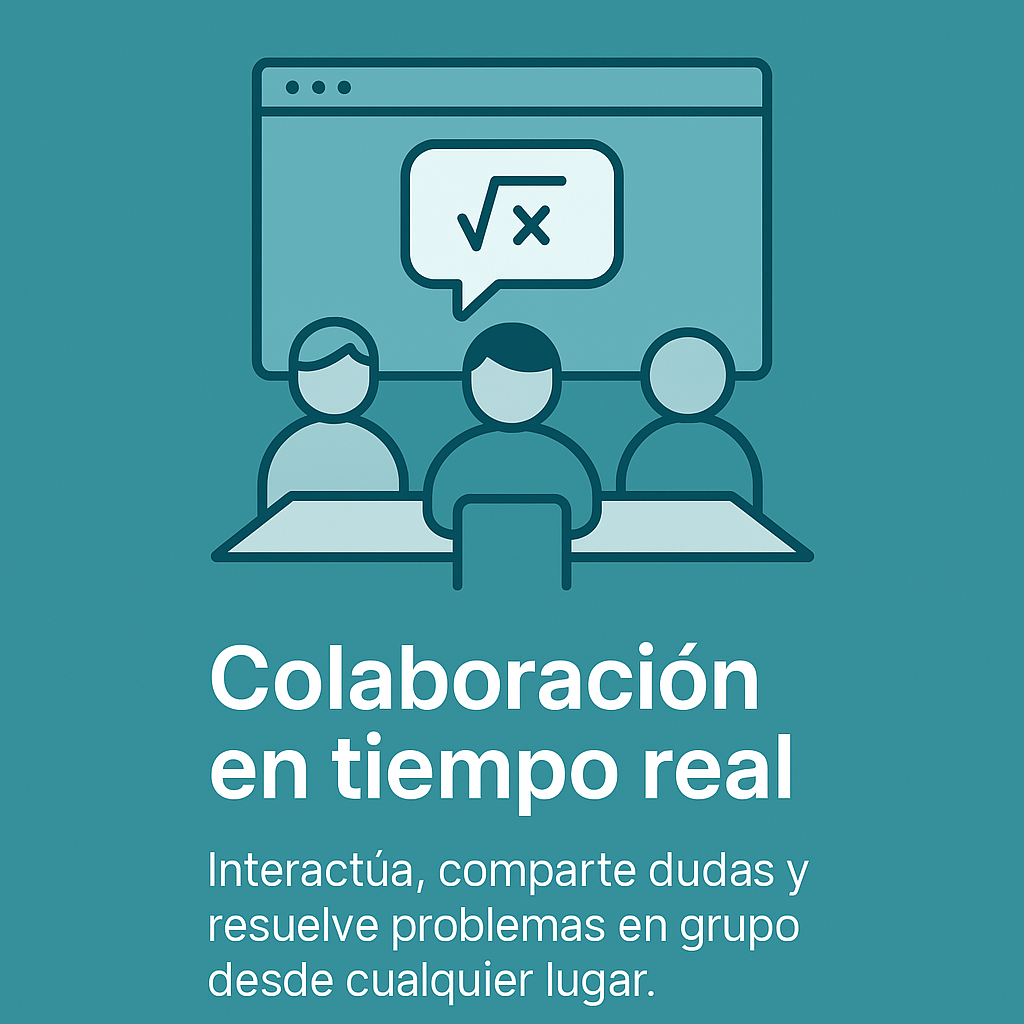 √x
Colaboración
en tiempo real
Interactúa, comparte dudas y
resuelve problemas en grupo
desde cualquier lugar.